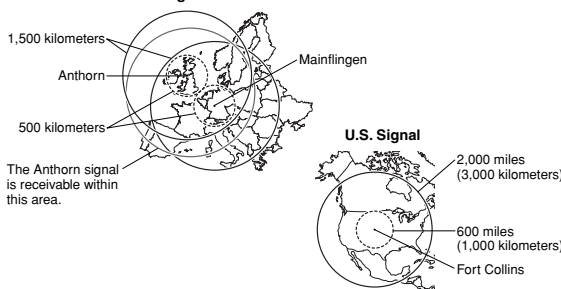 1,500 kilometers
Anthorn
Mainflingen
500 kilometers
The Anthorn signal
is receivable within
this area.
U.S. Signal
2,000 miles
(3,000 kilometers)
600 miles
(1,000 kilometers)
Fort Collins